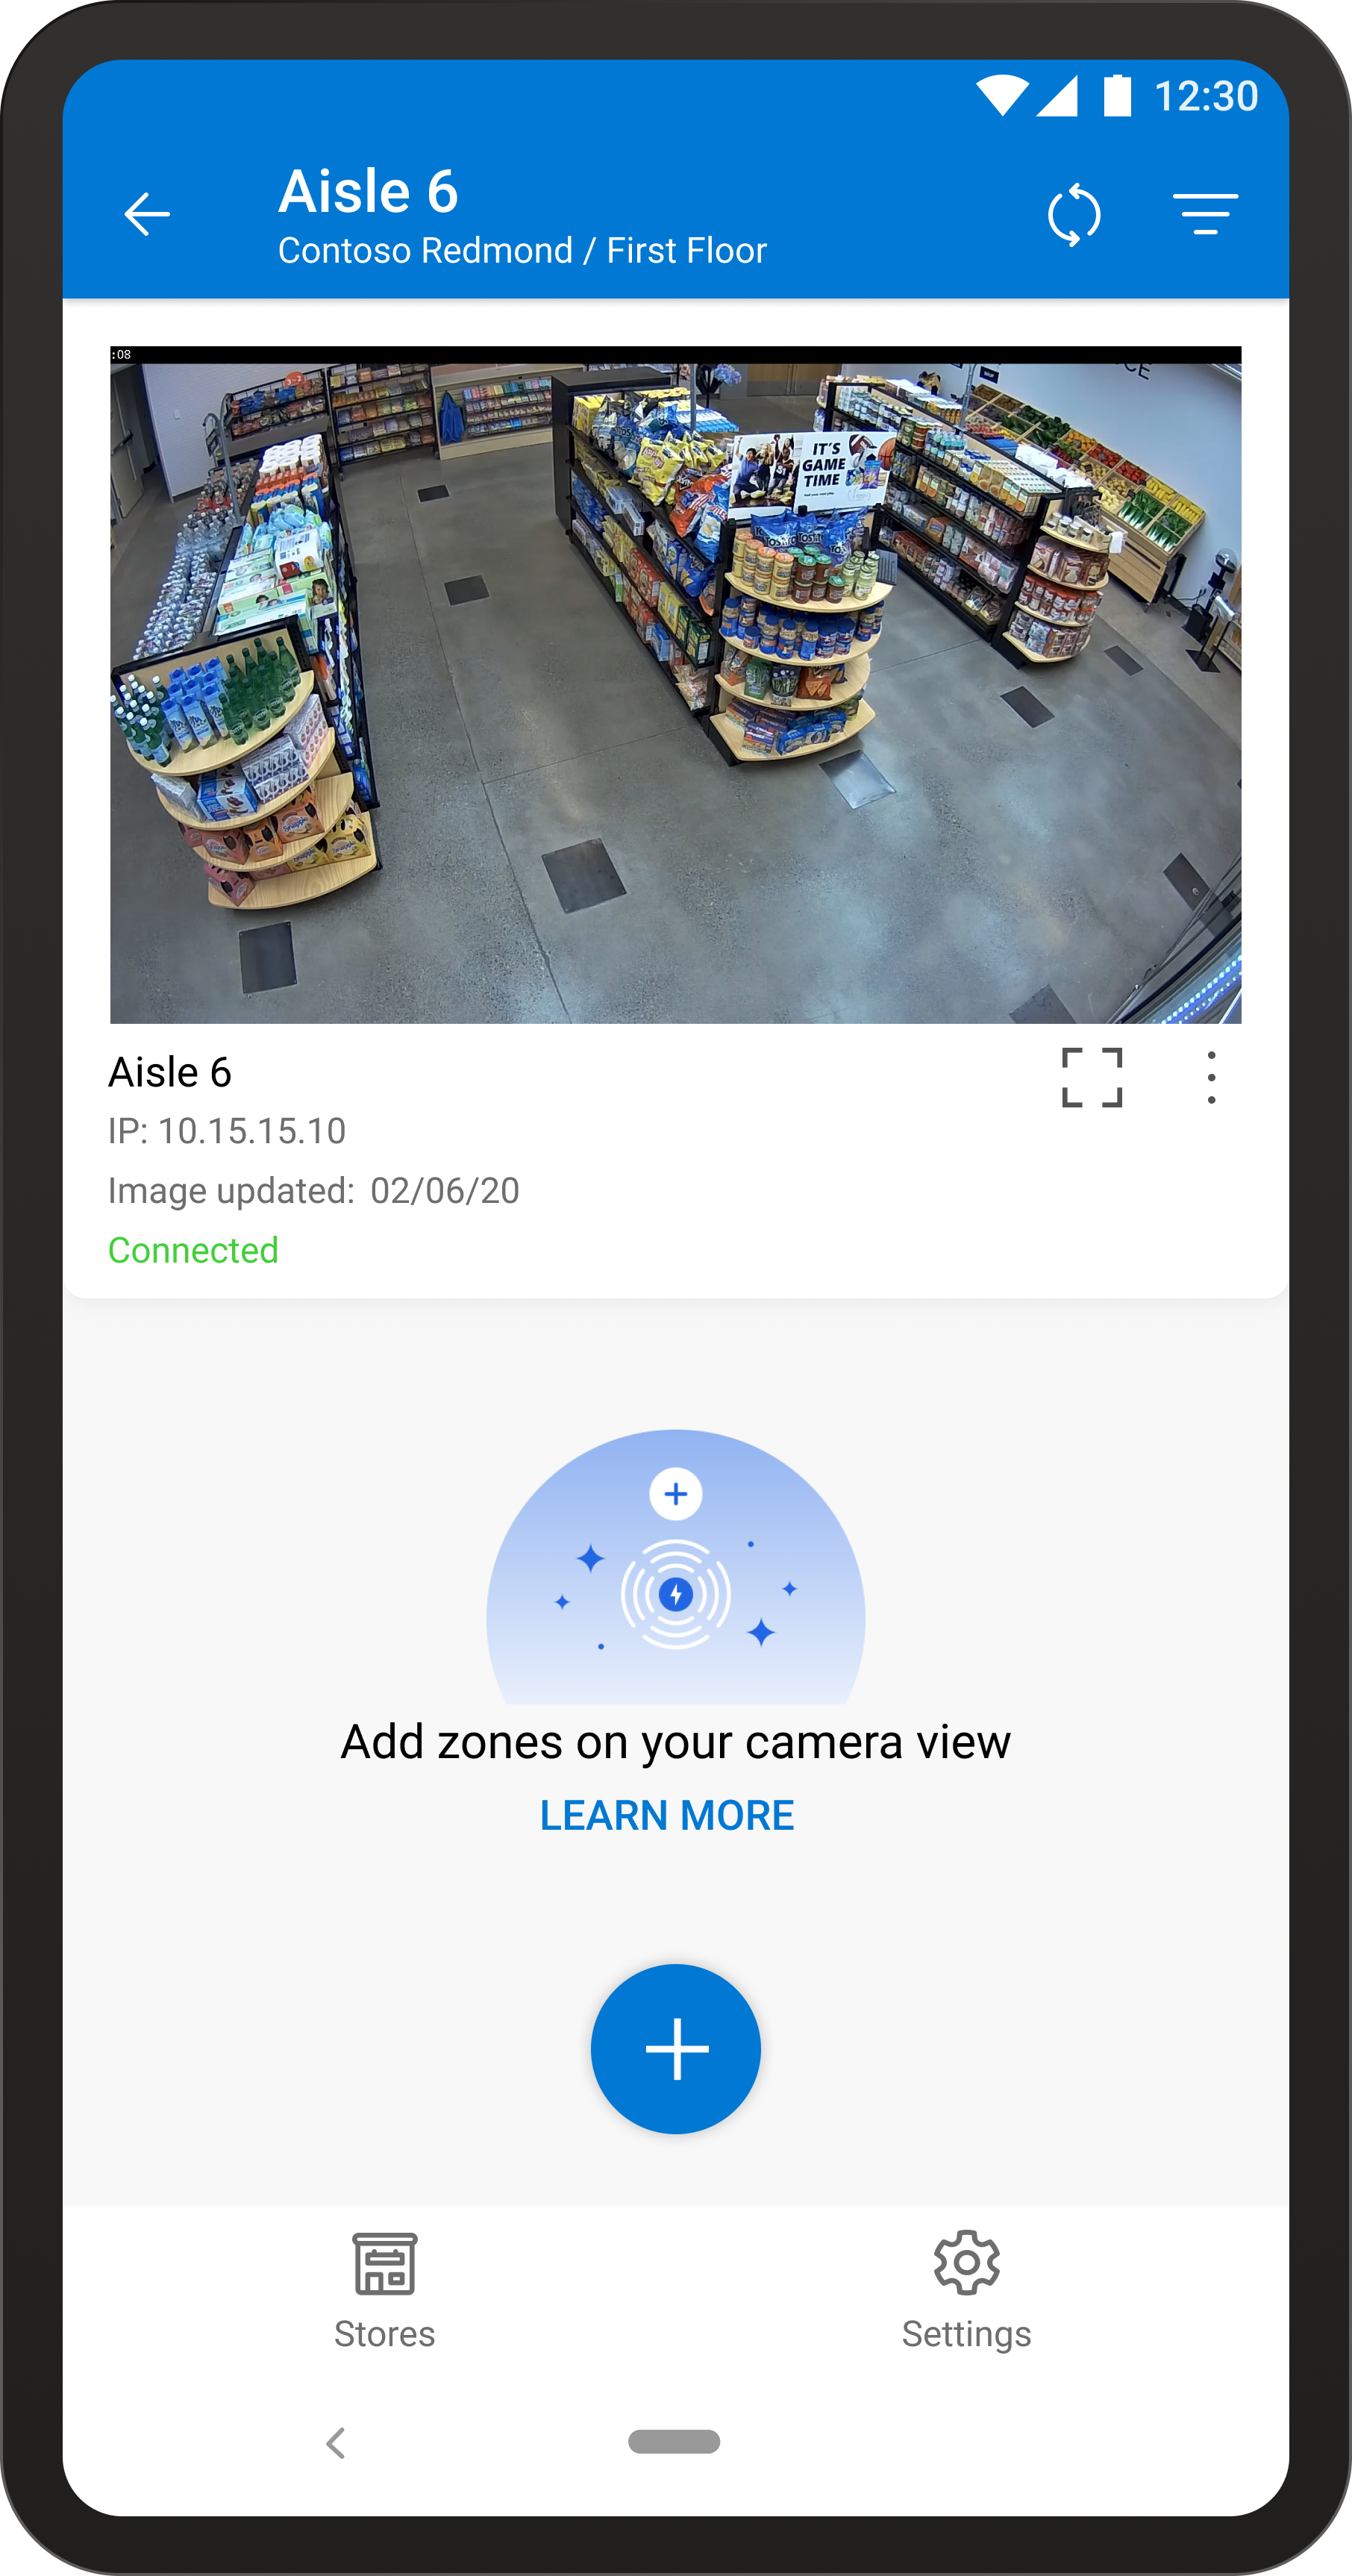 12:30
Aisle 6
Contoso Redmond / First Floor
:08
CE
IT'S
GAME
TIME
Aisle 6
IP: 10.15.15.10
Image updated: 02/06/20
Connected
Add zones on your camera view
LEARN MORE
Stores
Settings